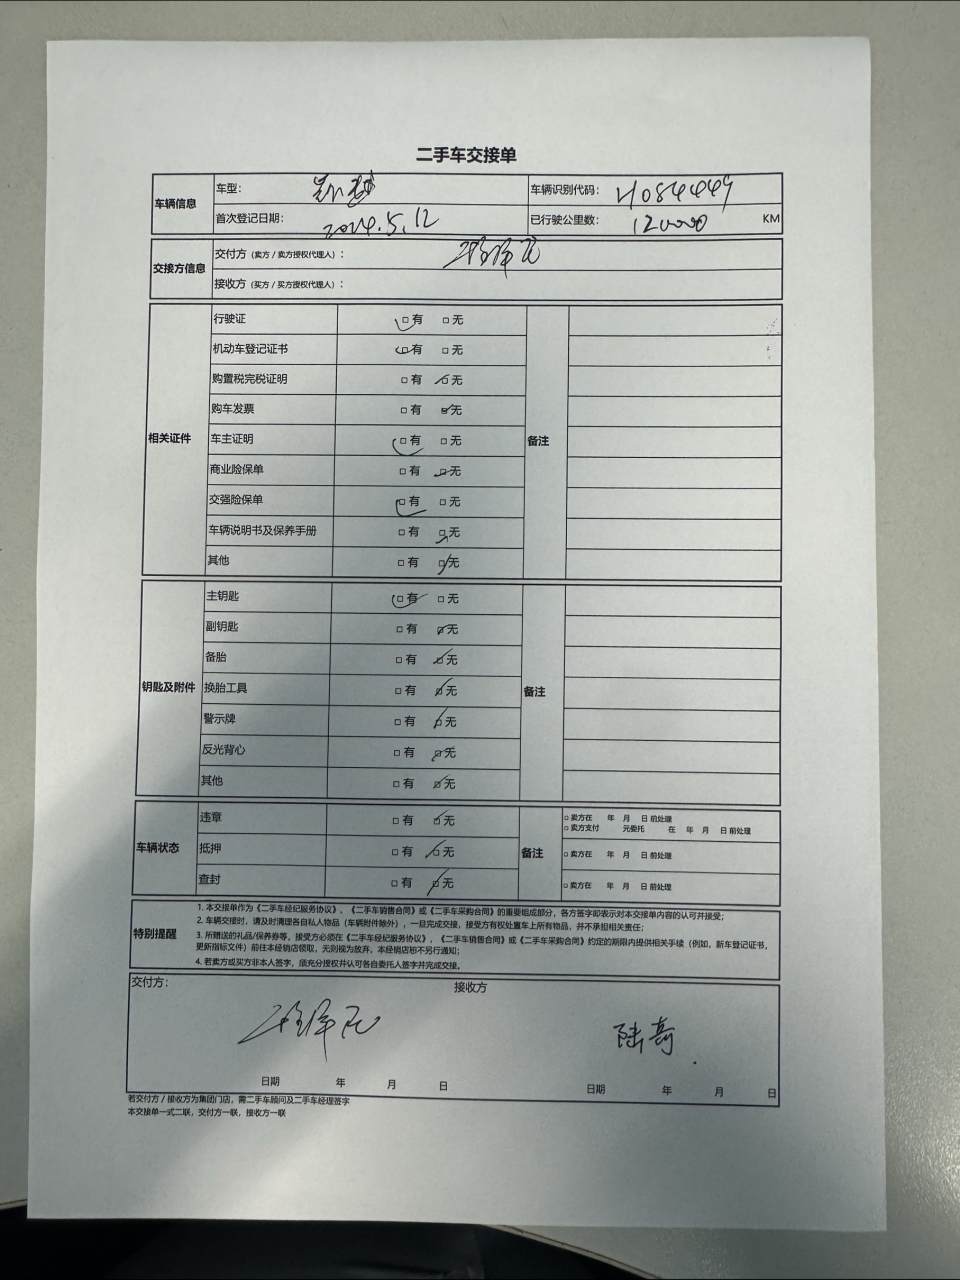 二手车交接单
车辆信息
车型：
车辆识别代码： H084449
首次登记日期： 2024.5.12
已行驶公里数： 120000 KM
交接方信息
交付方（卖方/卖方授权代理人）：
接收方（买方/买方授权代理人）：
相关证件
行驶证 □有 □无
机动车登记证书 □有 □无
购置税完税证明 □有 □无
购车发票 □有 □无
车主证明 □有 □无
备注
商业险保单 □有 □无
交强险保单 □有 □无
车辆说明书及保养手册 □有 □无
其他 □有 □无
钥匙及附件
主钥匙 □有 □无
副钥匙 □有 □无
备胎 □有 □无
换胎工具 □有 □无
备注
警示牌 □有 □无
反光背心 □有 □无
其他 □有 □无
车辆状态
违章 □有 □无
□卖方在 年 月 日前处理
□卖方支付 元委托 在 年 月 日前处理
抵押 □有 □无
备注
□卖方在 年 月 日前处理
查封 □有 □无
□卖方在 年 月 日前处理
特别提醒
1. 本交接单作为《二手车经纪服务协议》、《二手车销售合同》或《二手车采购合同》的重要组成部分，各方签字即表示对本交接单内容的认可并接受；
2. 车辆交接时，请及时清理各自私人物品（车辆附件除外），一旦完成交接，接受方有权处置车上所有物品，并不承担相关责任；
3. 所赠送的礼品/保养券等，接受方必须在《二手车经纪服务协议》，《二手车销售合同》或《二手车采购合同》约定的期限内提供相关手续（例如，新车登记证书，
更新指标文件）前往本经销店领取，无则视为放弃，本经销店恕不另行通知；
4. 若卖方或买方非本人签字，须充分授权并认可各自委托人签字并完成交接。
交付方：
接收方
陆奇
日期 年 月 日
日期 年 月 日
若交付方/接收方为集团门店，需二手车顾问及二手车经理签字
本交接单一式二联，交付方一联，接收方一联